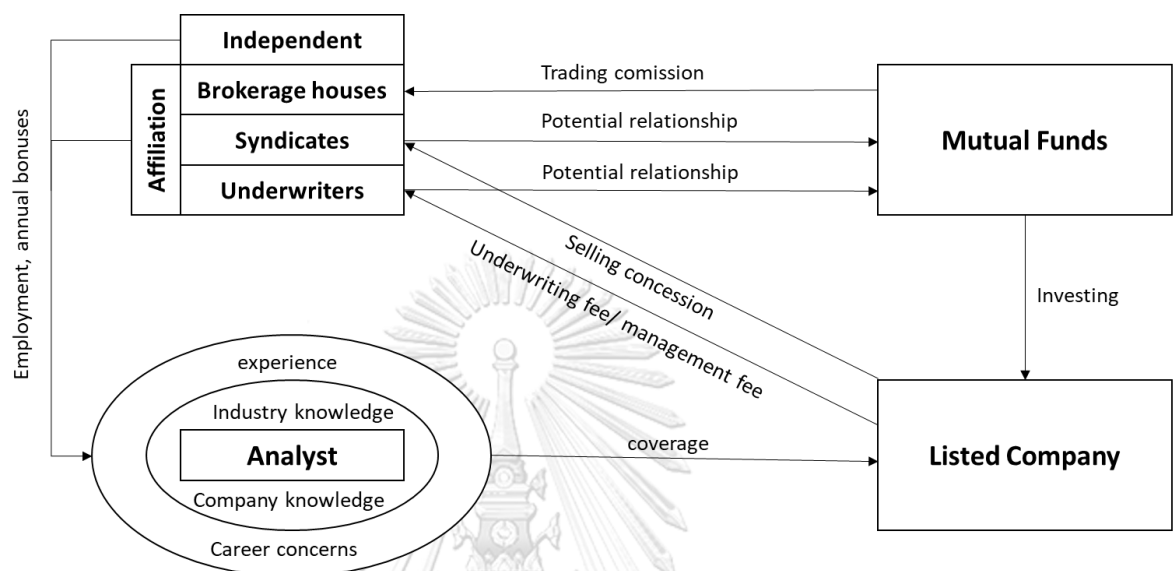 Independent
Affiliation
Brokerage houses
Syndicates
Underwriters
Trading comission
Potential relationship
Potential relationship
Mutual Funds
Selling concession
Underwriting fee/ management fee
Investing
Employment, annual bonuses
experience
Industry knowledge
Analyst
Company knowledge
Career concerns
coverage
Listed Company